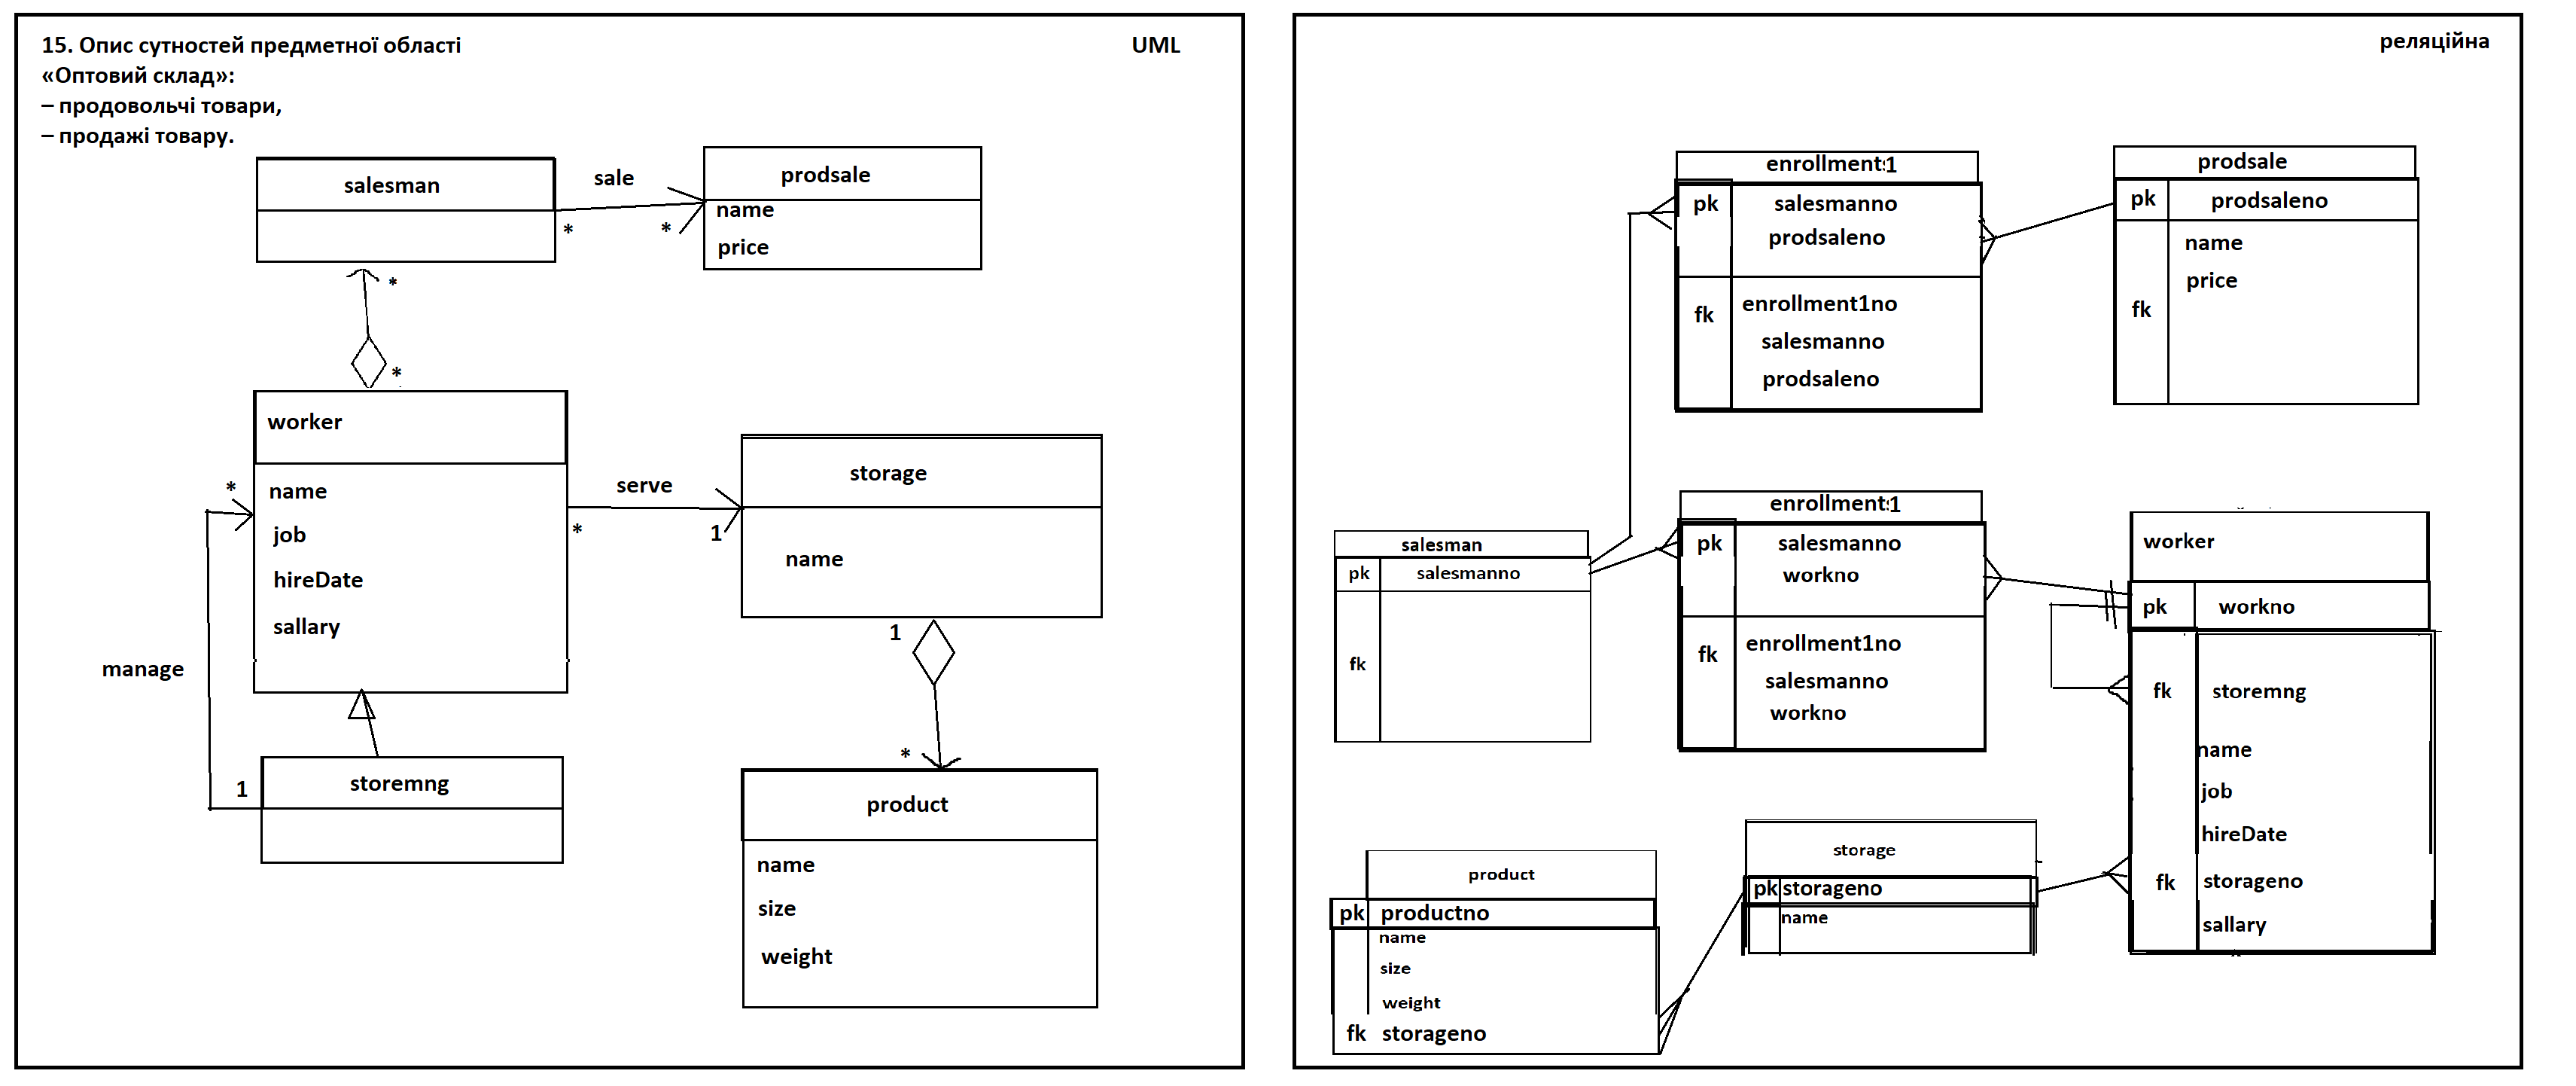 15. Опис сутностей предметної області
«Оптовий склад»:
– продовольчі товари,
– продажі товару.
UML
salesman
sale
*
*
prodsale
name
price
*
*
worker
name
job
hireDate
sallary
*
manage
1
serve
*
1
storage
name
1
*
storemng
product
name
size
weight
реляційна
enrollment1
pk salesmanno
prodsaleno
fk enrollment1no
salesmanno
prodsaleno
prodsale
pk prodsaleno
name
price
fk
salesman
pk salesmanno
fk
enrollment1
pk salesmanno
workno
fk enrollment1no
salesmanno
workno
worker
pk workno
fk storemng
name
job
hireDate
fk storageno
sallary
product
pk productno
name
size
weight
fk storageno
storage
pk storageno
name